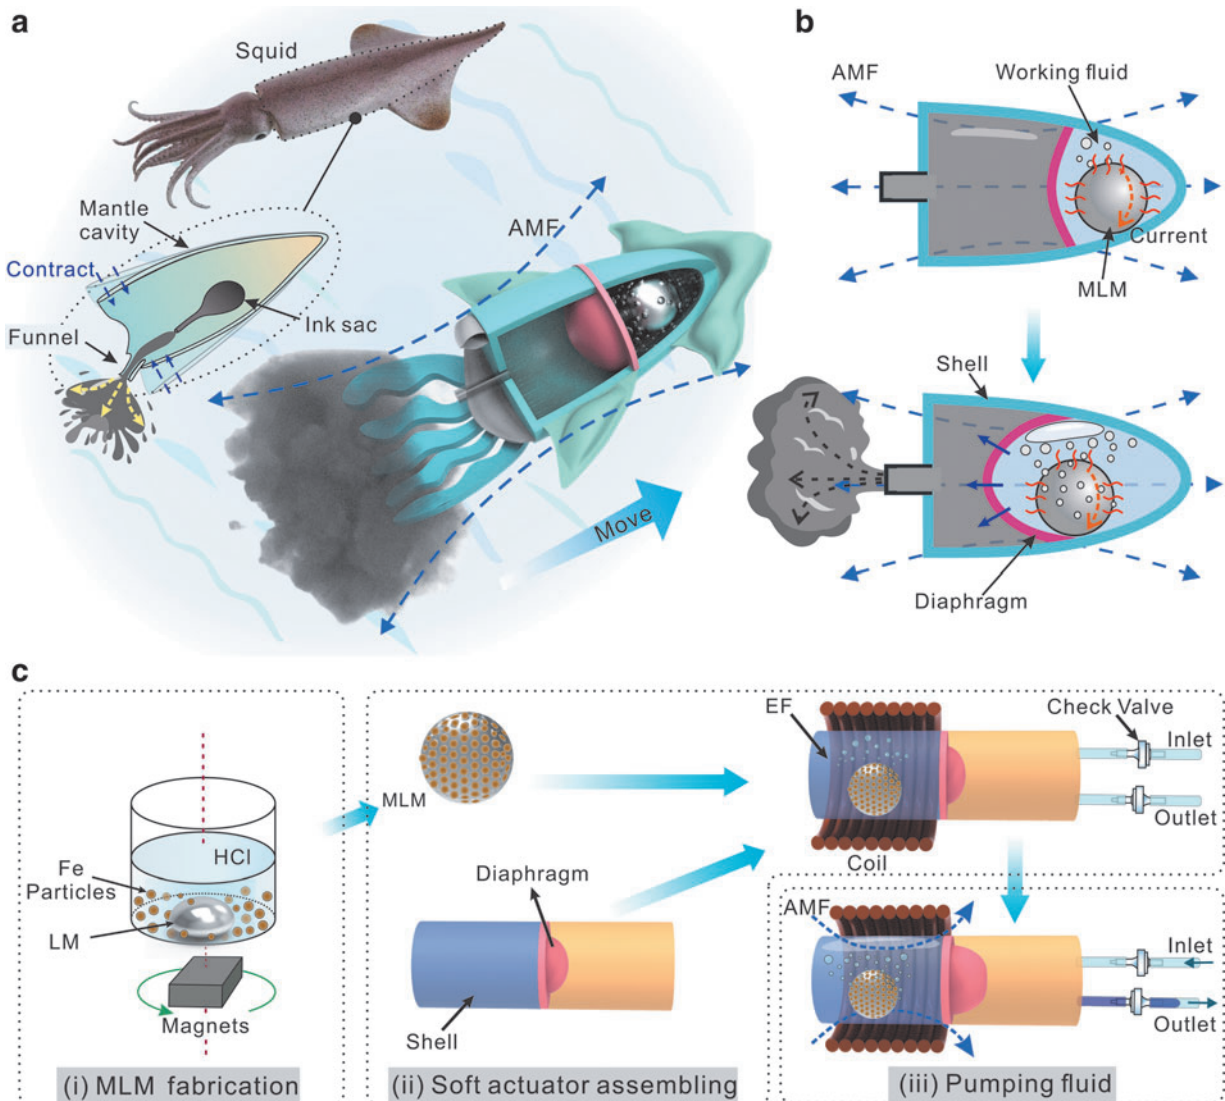 a
Squid
Mantle
cavity
Contract
Funnel
Ink sac
AMF
Move
b
AMF
Working fluid
Current
MLM
Shell
Diaphragm
c
HCl
Fe
Particles
LM
Magnets
(i) MLM fabrication
MLM
Diaphragm
Shell
EF
Check Valve
Inlet
Outlet
Coil
(ii) Soft actuator assembling
AMF
Inlet
Outlet
(iii) Pumping fluid